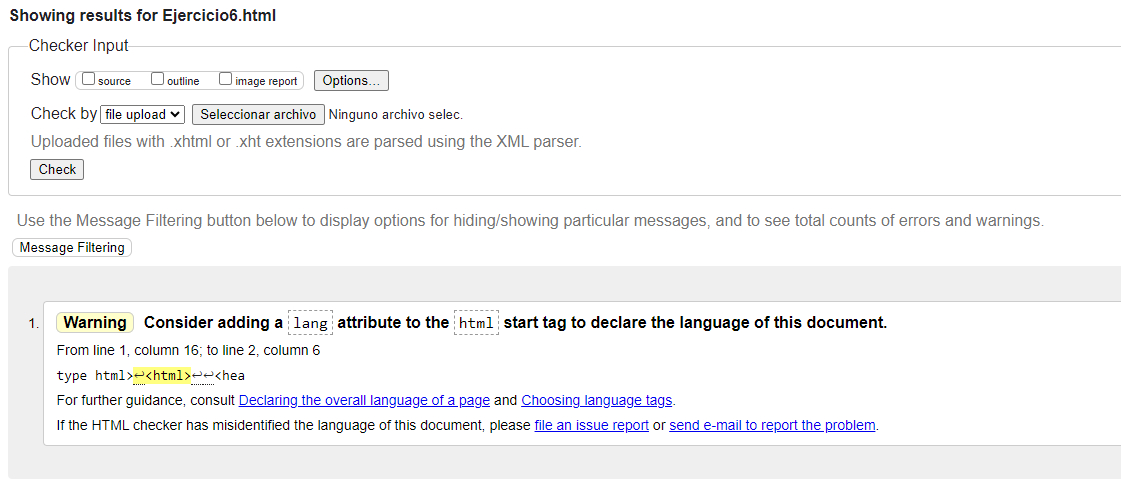 Showing results for Ejercicio6.html
Checker Input
Show source outline image report Options...
Check by file upload Seleccionar archivo Ninguno archivo selec.
Uploaded files with .xhtml or .xht extensions are parsed using the XML parser.
Check
Use the Message Filtering button below to display options for hiding/showing particular messages, and to see total counts of errors and warnings.
Message Filtering
1. Warning Consider adding a lang attribute to the html start tag to declare the language of this document.
From line 1, column 16; to line 2, column 6
type html>↩<html>↩↩<hea
For further guidance, consult Declaring the overall language of a page and Choosing language tags.
If the HTML checker has misidentified the language of this document, please file an issue report or send e-mail to report the problem.